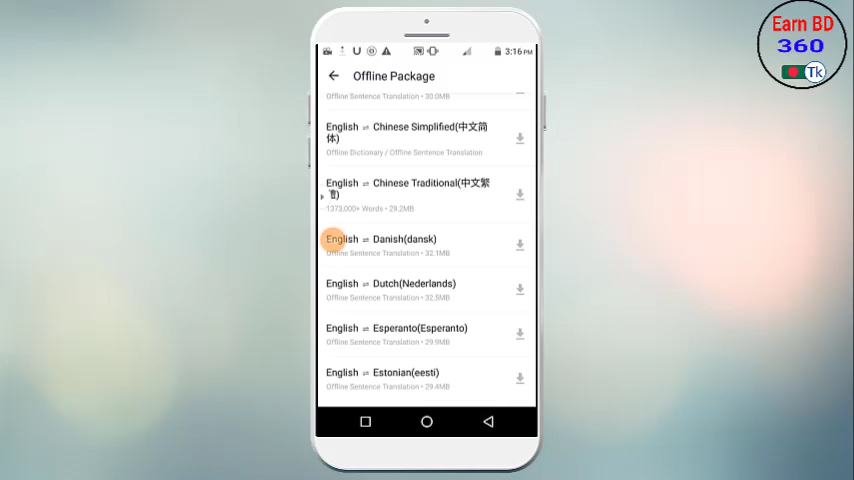 Earn BD
360
Tk
3:16 PM
Offline Package
Offline Sentence Translation • 30.0MB
English ⇌ Chinese Simplified(中文简
体)
Offline Dictionary / Offline Sentence Translation
English ⇌ Chinese Traditional(中文繁
體)
1373,000+ Words • 29.2MB
English ⇌ Danish(dansk)
Offline Sentence Translation • 32.1MB
English ⇌ Dutch(Nederlands)
Offline Sentence Translation • 32.5MB
English ⇌ Esperanto(Esperanto)
Offline Sentence Translation • 29.9MB
English ⇌ Estonian(eesti)
Offline Sentence Translation • 29.4MB